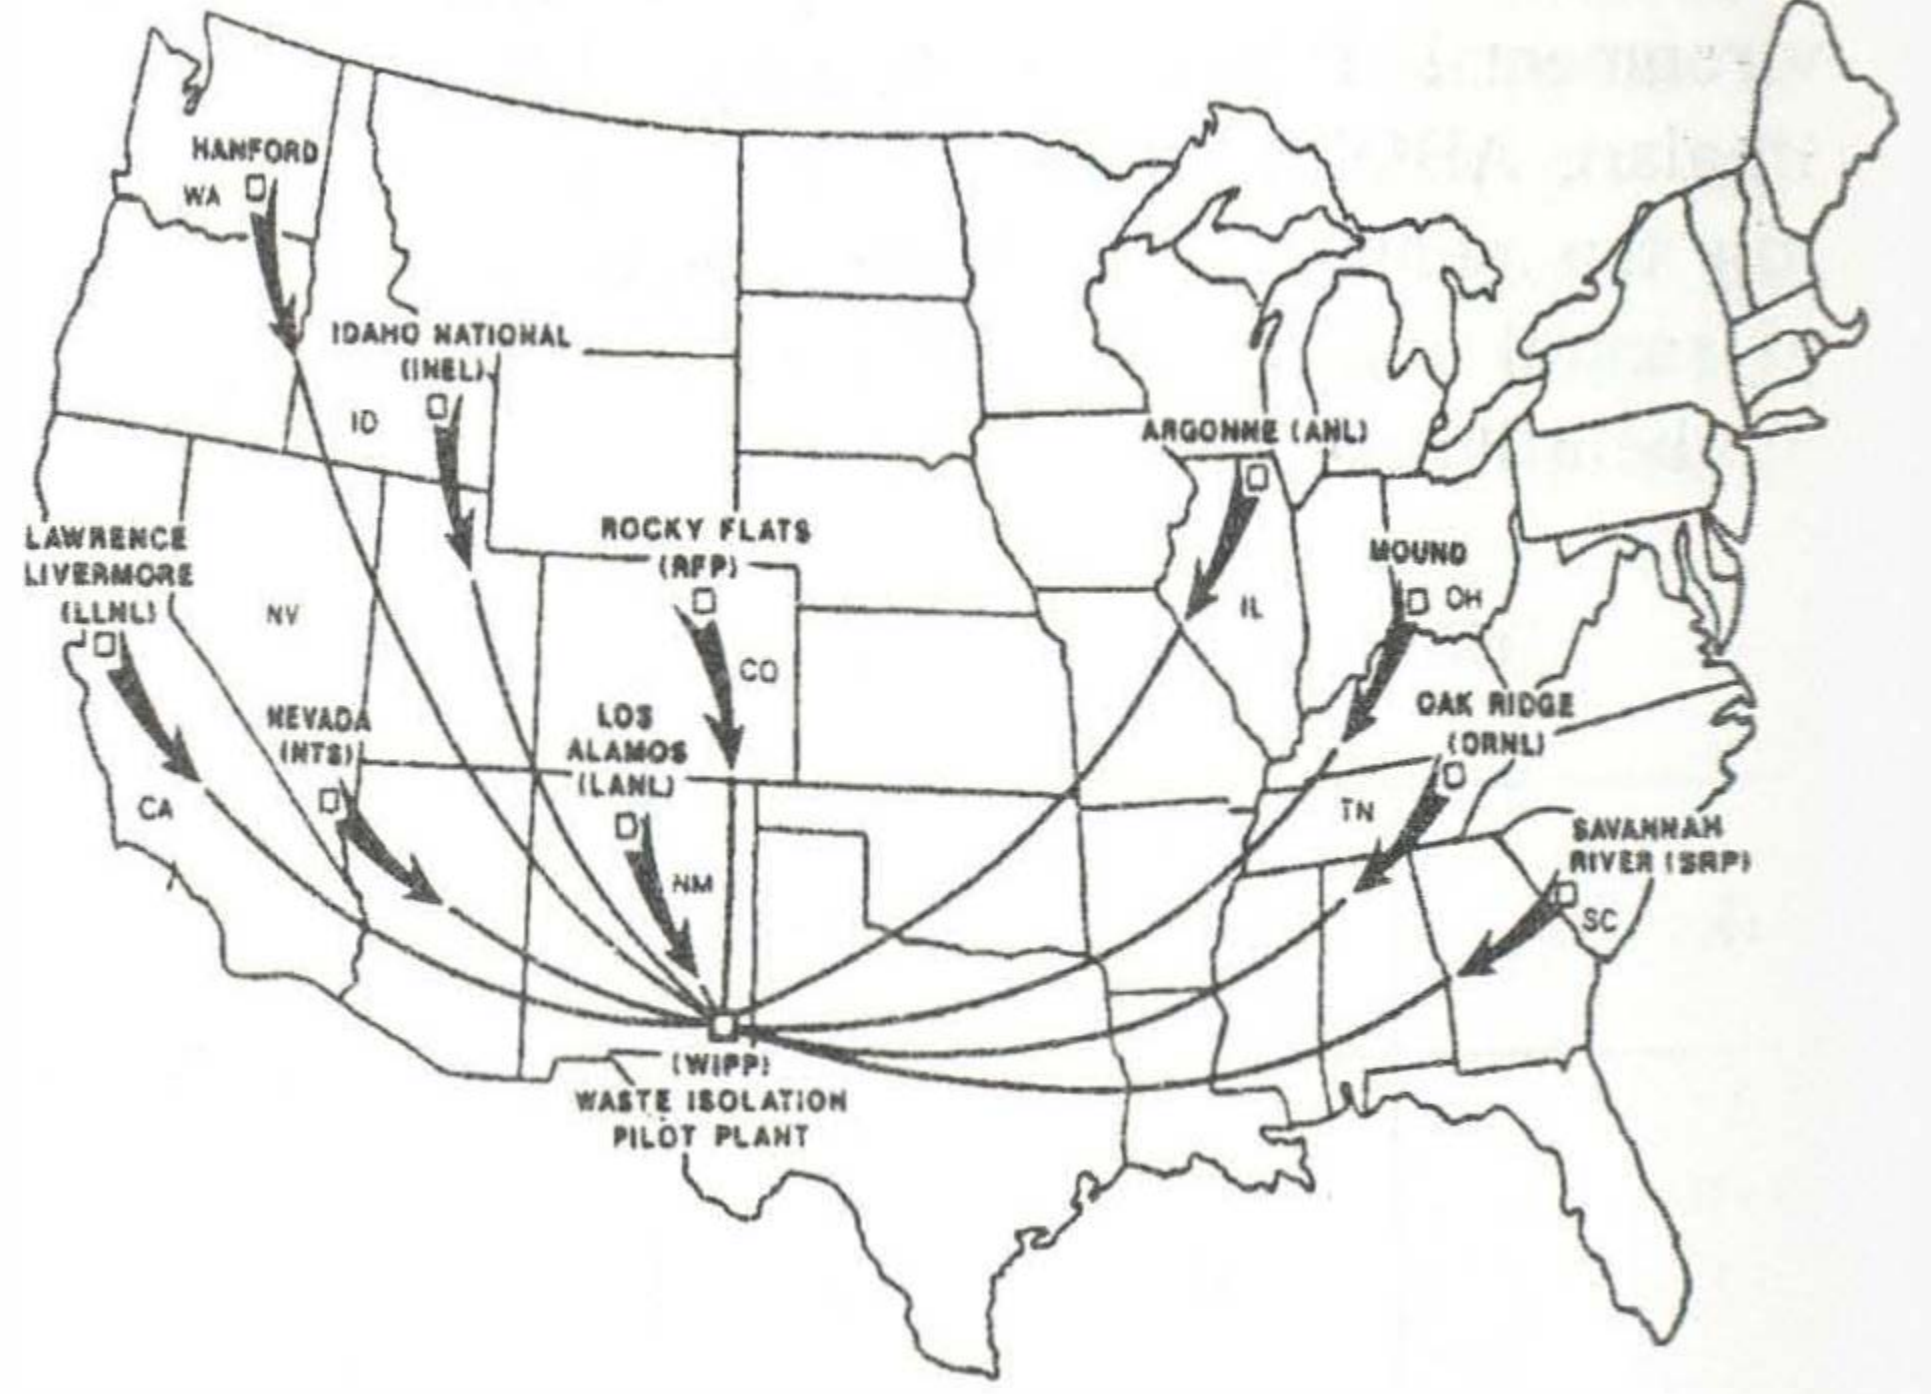 HANFORD
WA
IDAHO NATIONAL
(INEL)
ID
ARGONNE (ANL)
IL
ROCKY FLATS
(RFP)
CO
MOUND
OH
LAWRENCE
LIVERMORE
(LLNL)
NV
CA
NEVADA
(NTS)
LOS
ALAMOS
(LANL)
NM
OAK RIDGE
(ORNL)
TN
SAVANNAH
RIVER (SRP)
SC
(WIPP)
WASTE ISOLATION
PILOT PLANT